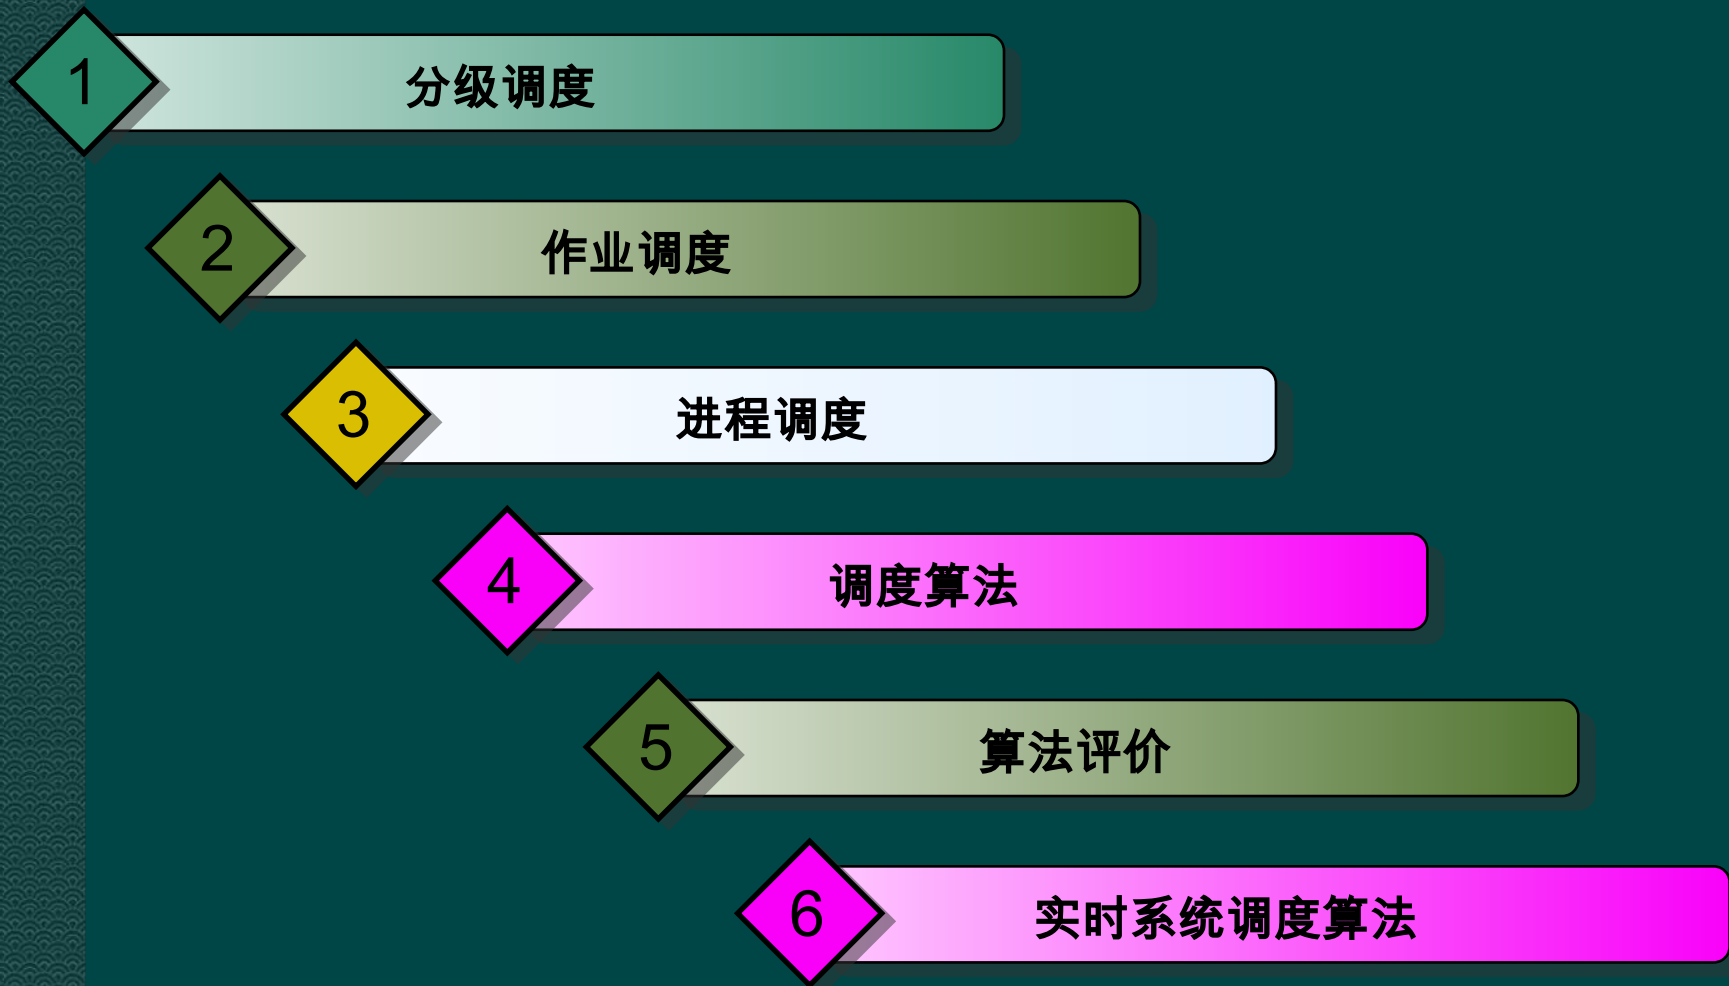 1 分级调度
2 作业调度
3 进程调度
4 调度算法
5 算法评价
6 实时系统调度算法